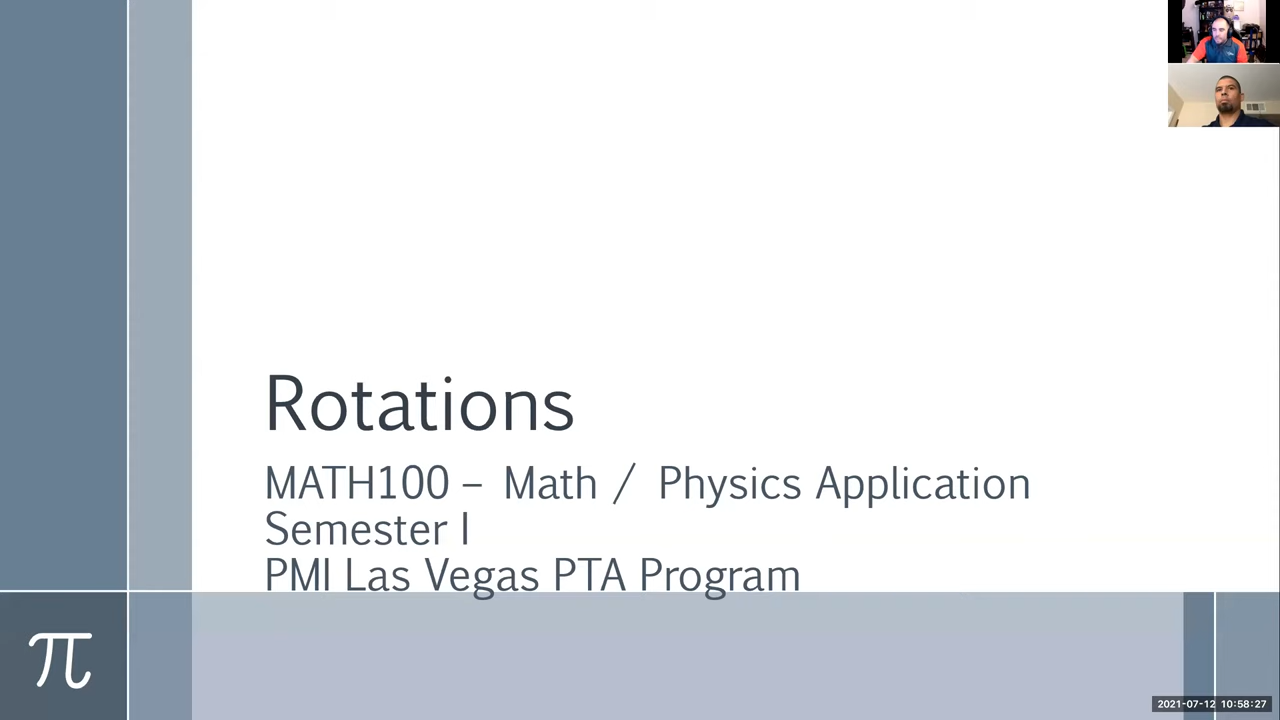 Rotations
MATH100 – Math / Physics Application
Semester I
PMI Las Vegas PTA Program
π
2021-07-12 10:58:27